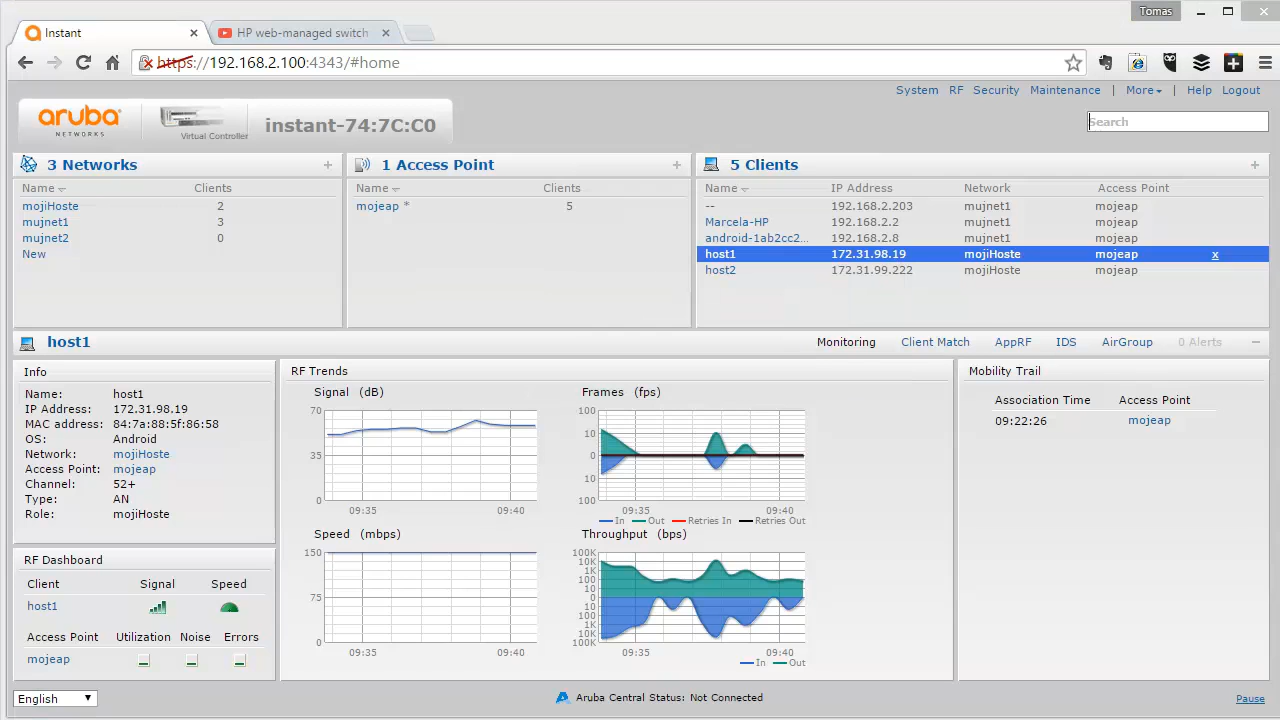 Tomas
Instant
HP web-managed switch
https://192.168.2.100:4343/#home
System RF Security Maintenance | More | Help Logout
aruba NETWORKS
Virtual Controller
instant-74:7C:C0
Search
3 Networks +
Name Clients
mojiHoste 2
mujnet1 3
mujnet2 0
New
1 Access Point +
Name Clients
mojeap * 5
5 Clients +
Name IP Address Network Access Point
-- 192.168.2.203 mujnet1 mojeap
Marcela-HP 192.168.2.2 mujnet1 mojeap
android-1ab2cc2... 192.168.2.8 mujnet1 mojeap
host1 172.31.98.19 mojiHoste mojeap x
host2 172.31.99.222 mojiHoste mojeap
host1
Monitoring Client Match AppRF IDS AirGroup 0 Alerts
Info
Name: host1
IP Address: 172.31.98.19
MAC address: 84:7a:88:5f:86:58
OS: Android
Network: mojiHoste
Access Point: mojeap
Channel: 52+
Type: AN
Role: mojiHoste
RF Dashboard
Client Signal Speed
host1
Access Point Utilization Noise Errors
mojeap
RF Trends
Signal (dB)
70
35
0
09:35 09:40
Frames (fps)
100
10
0
10
100
09:35 09:40
In Out Retries In Retries Out
Speed (mbps)
150
75
0
09:35 09:40
Throughput (bps)
100K
10K
1K
100
10
0
10
100
1K
10K
100K
09:35 09:40
In Out
Mobility Trail
Association Time Access Point
09:22:26 mojeap
English
Aruba Central Status: Not Connected
Pause